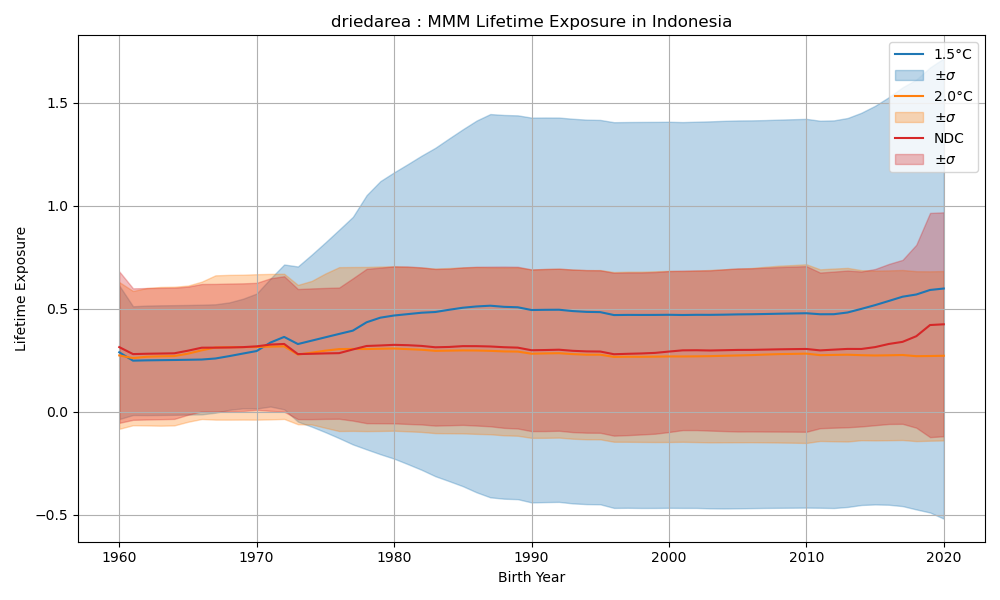 driedarea : MMM Lifetime Exposure in Indonesia
1.5°C
±σ
2.0°C
±σ
NDC
±σ
Lifetime Exposure
1.5
1.0
0.5
0.0
−0.5
1960 1970 1980 1990 2000 2010 2020
Birth Year